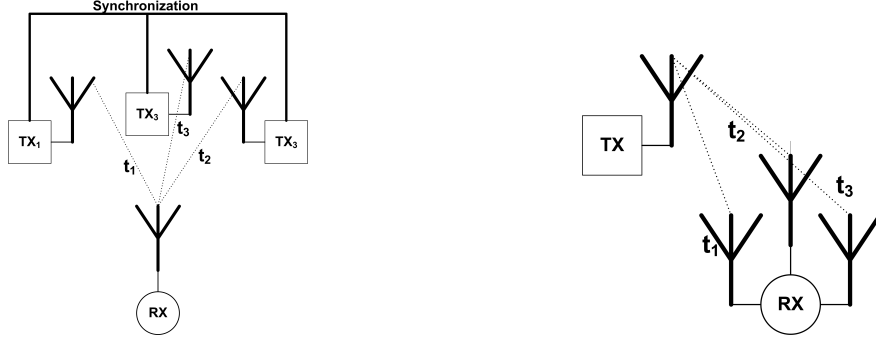 Synchronization
TX3
t3
TX1
TX3
t1
t2
RX
TX
t2
t3
t1
RX